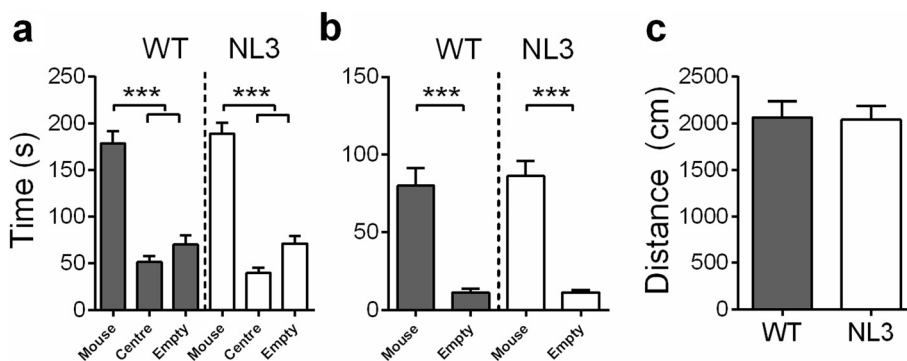 a
WT NL3
*** ***
Time (s)
250
200
150
100
50
0
Mouse Centre Empty Mouse Centre Empty
b
WT NL3
*** ***
150
100
50
0
Mouse Empty Mouse Empty
c
Distance (cm)
2500
2000
1500
1000
500
0
WT NL3